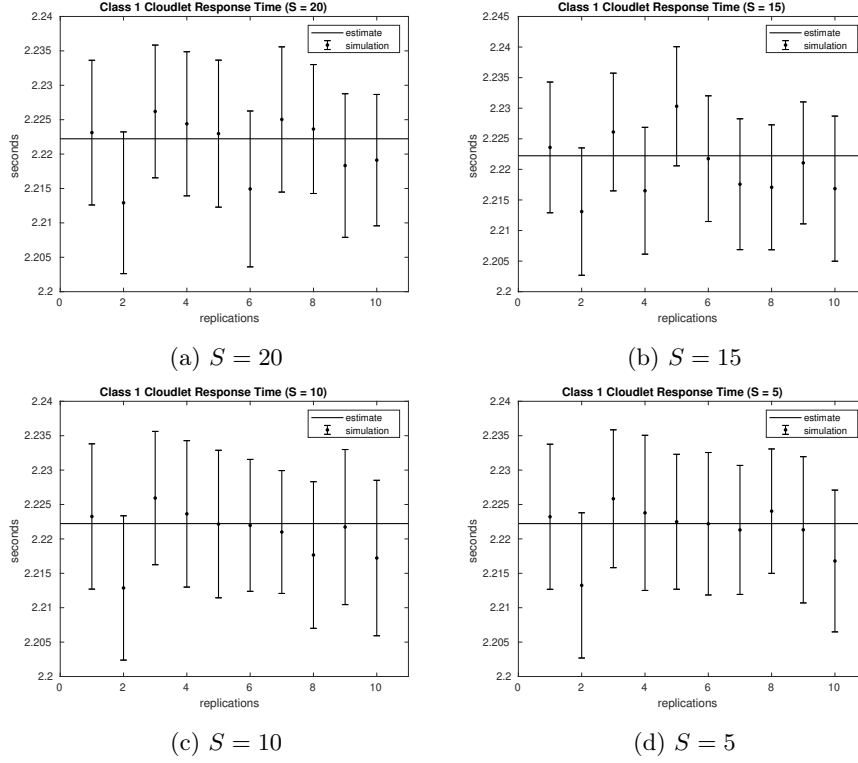 Class 1 Cloudlet Response Time (S = 20)
2.24
2.235
2.23
2.225
2.22
2.215
2.21
2.205
2.2
seconds
estimate
simulation
0 2 4 6 8 10
replications
(a) S = 20
Class 1 Cloudlet Response Time (S = 15)
2.245
2.24
2.235
2.23
2.225
2.22
2.215
2.21
2.205
2.2
seconds
estimate
simulation
0 2 4 6 8 10
replications
(b) S = 15
Class 1 Cloudlet Response Time (S = 10)
2.24
2.235
2.23
2.225
2.22
2.215
2.21
2.205
2.2
seconds
estimate
simulation
0 2 4 6 8 10
replications
(c) S = 10
Class 1 Cloudlet Response Time (S = 5)
2.24
2.235
2.23
2.225
2.22
2.215
2.21
2.205
2.2
seconds
estimate
simulation
0 2 4 6 8 10
replications
(d) S = 5